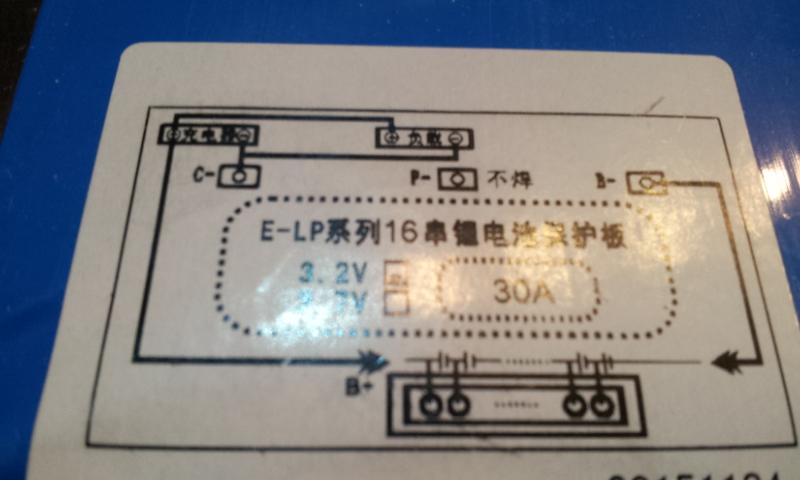 充电器 负载
C- P- 不焊 B-
E-LP系列16串锂电池保护板
3.2V
30A
B+